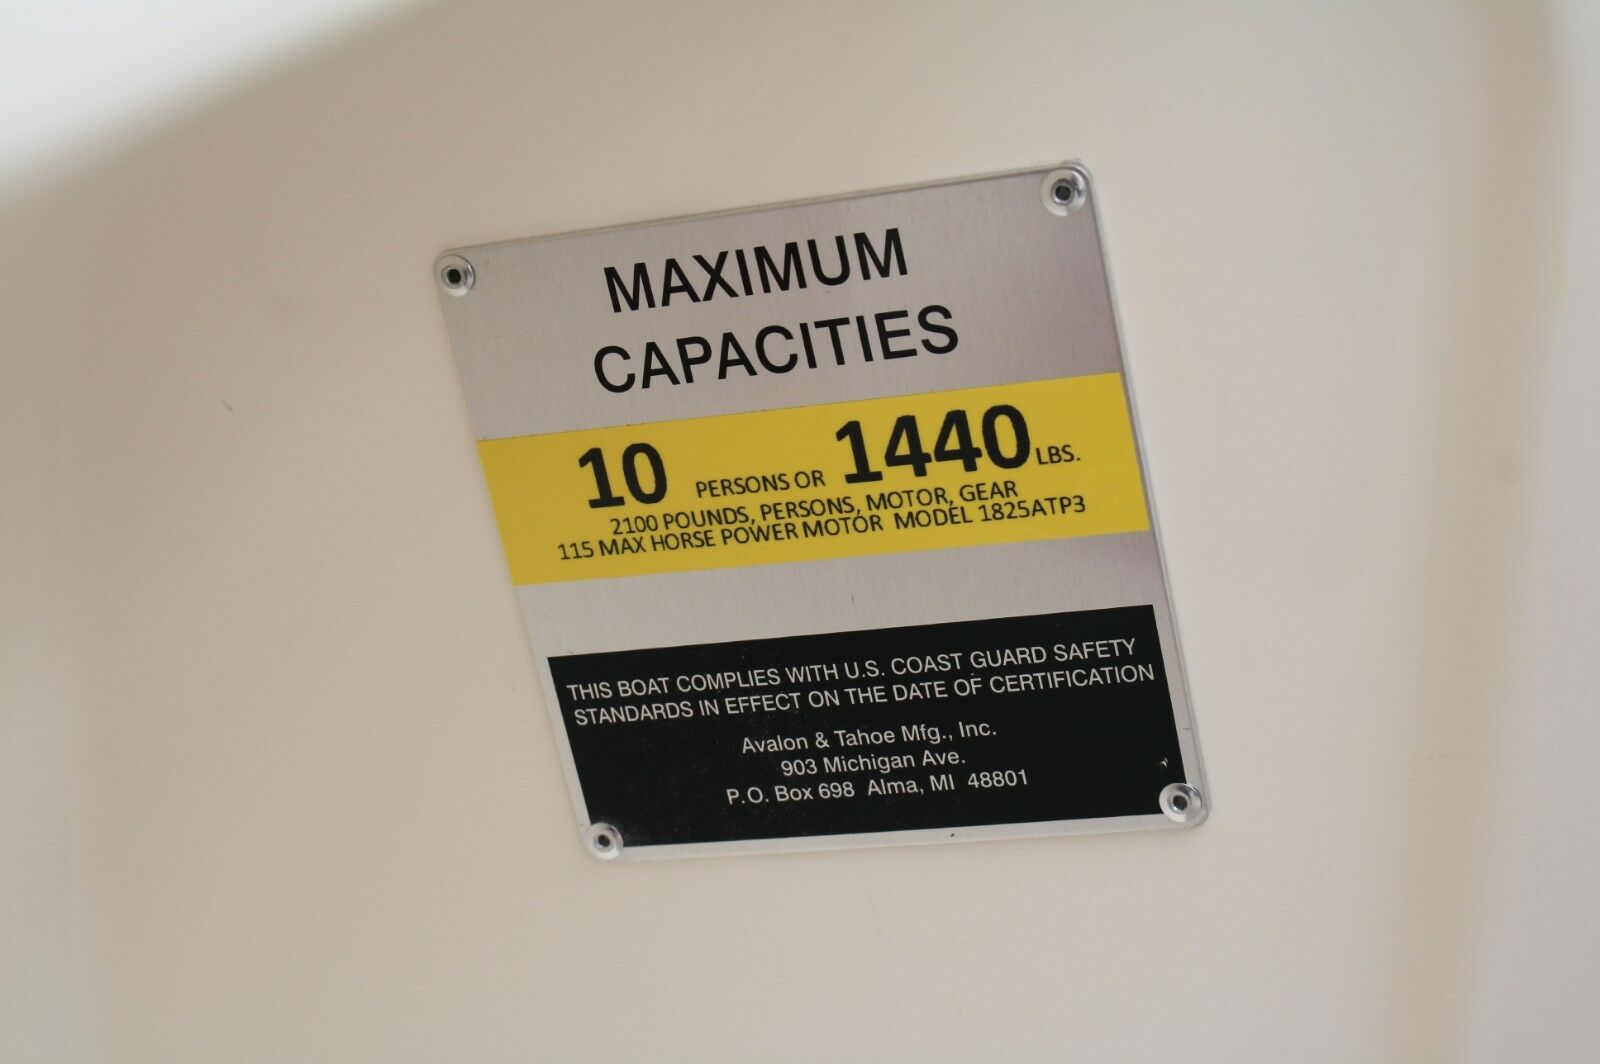 MAXIMUM
CAPACITIES
10 PERSONS OR 1440 LBS.
2100 POUNDS, PERSONS, MOTOR, GEAR
115 MAX HORSE POWER MOTOR MODEL 1825ATP3
THIS BOAT COMPLIES WITH U.S. COAST GUARD SAFETY
STANDARDS IN EFFECT ON THE DATE OF CERTIFICATION
Avalon & Tahoe Mfg., Inc.
903 Michigan Ave.
P.O. Box 698 Alma, MI 48801